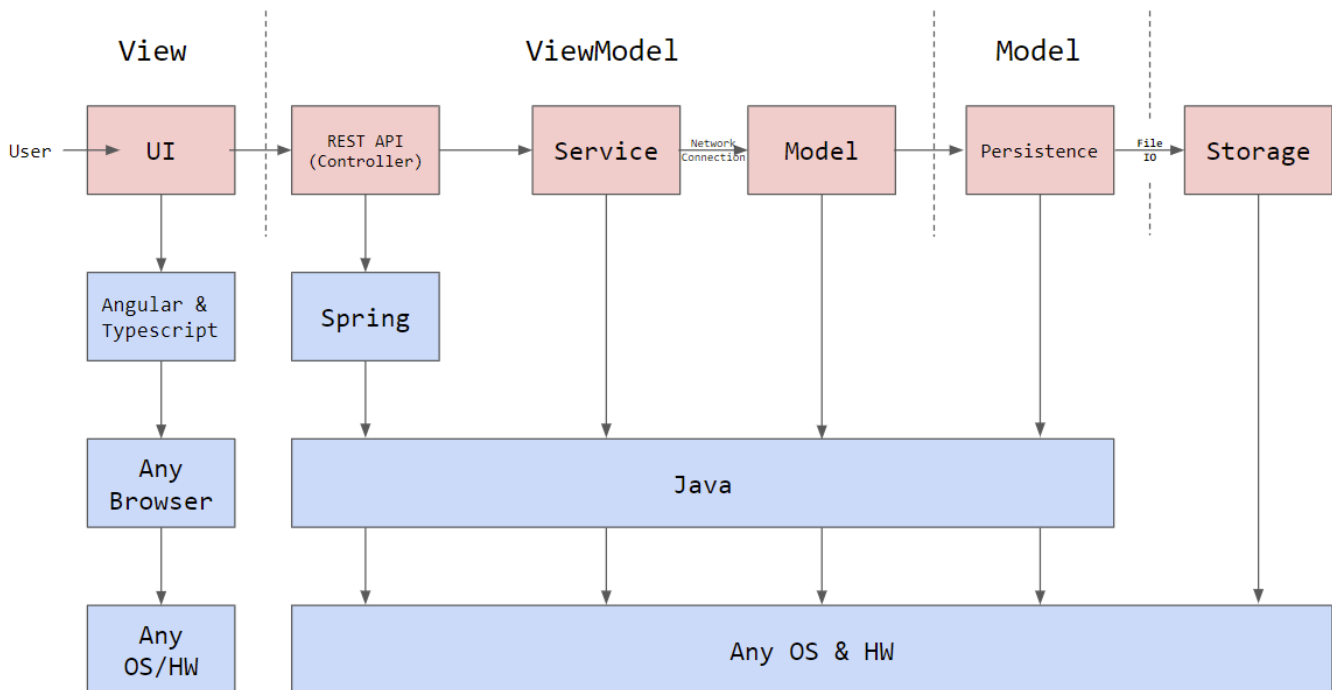 View
ViewModel
Model
User
UI
REST API
(Controller)
Service
Network
Connection
Model
Persistence
File
IO
Storage
Angular &
Typescript
Spring
Any
Browser
Java
Any
OS/HW
Any OS & HW